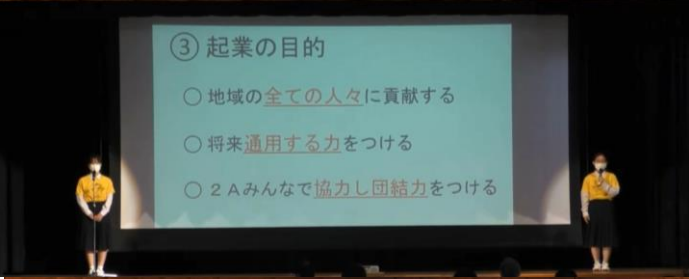 ③ 起業の目的
○ 地域の全ての人々に貢献する
○ 将来通用する力をつける
○ ２Ａみんなで協力し団結力をつける